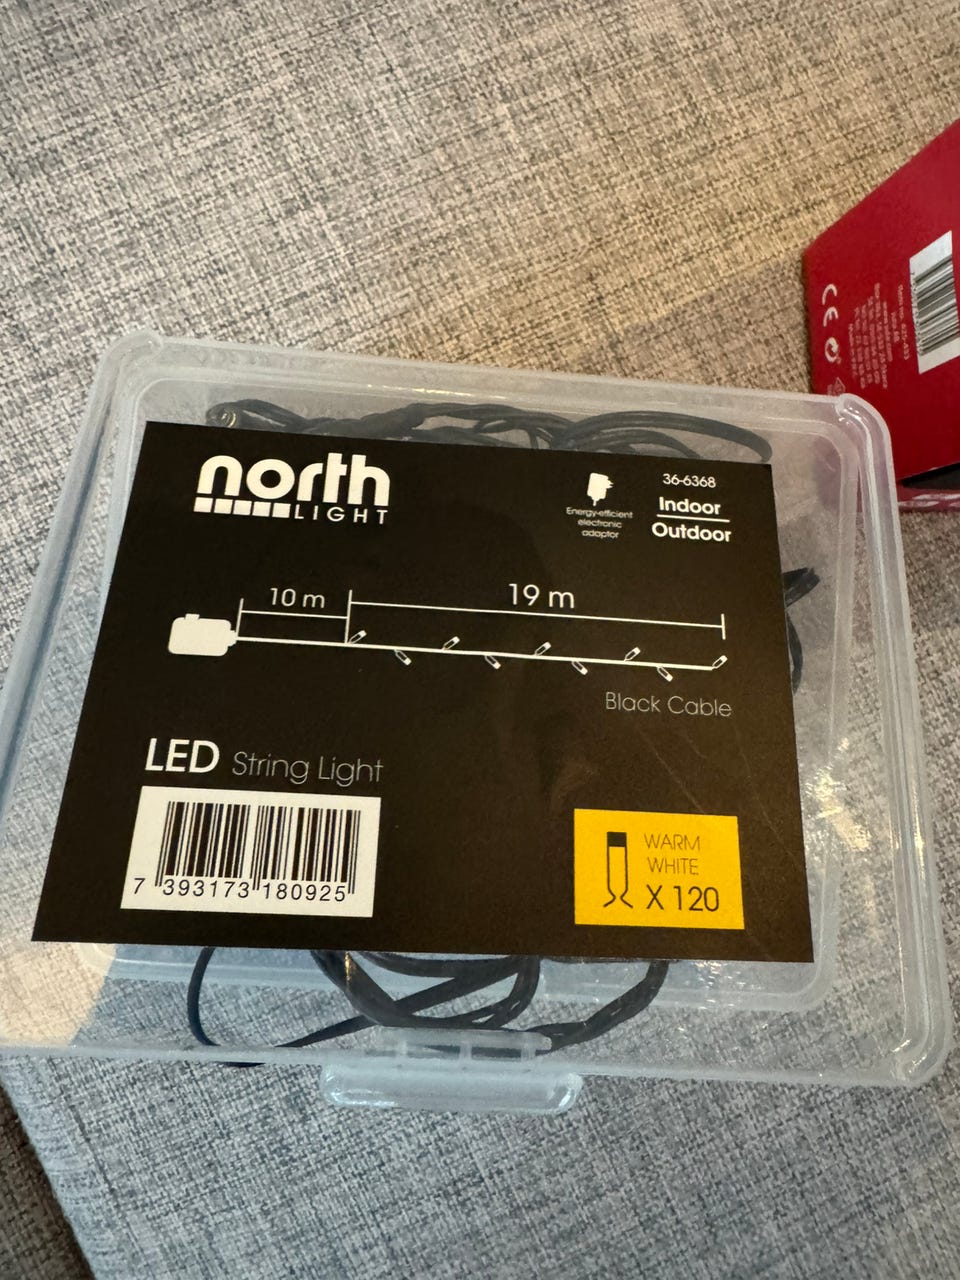 north
LIGHT
Energy-efficient
electronic
adaptor
36-6368
Indoor
Outdoor
10 m
19 m
Black Cable
LED String Light
7 393173 180925
WARM
WHITE
X 120
CE